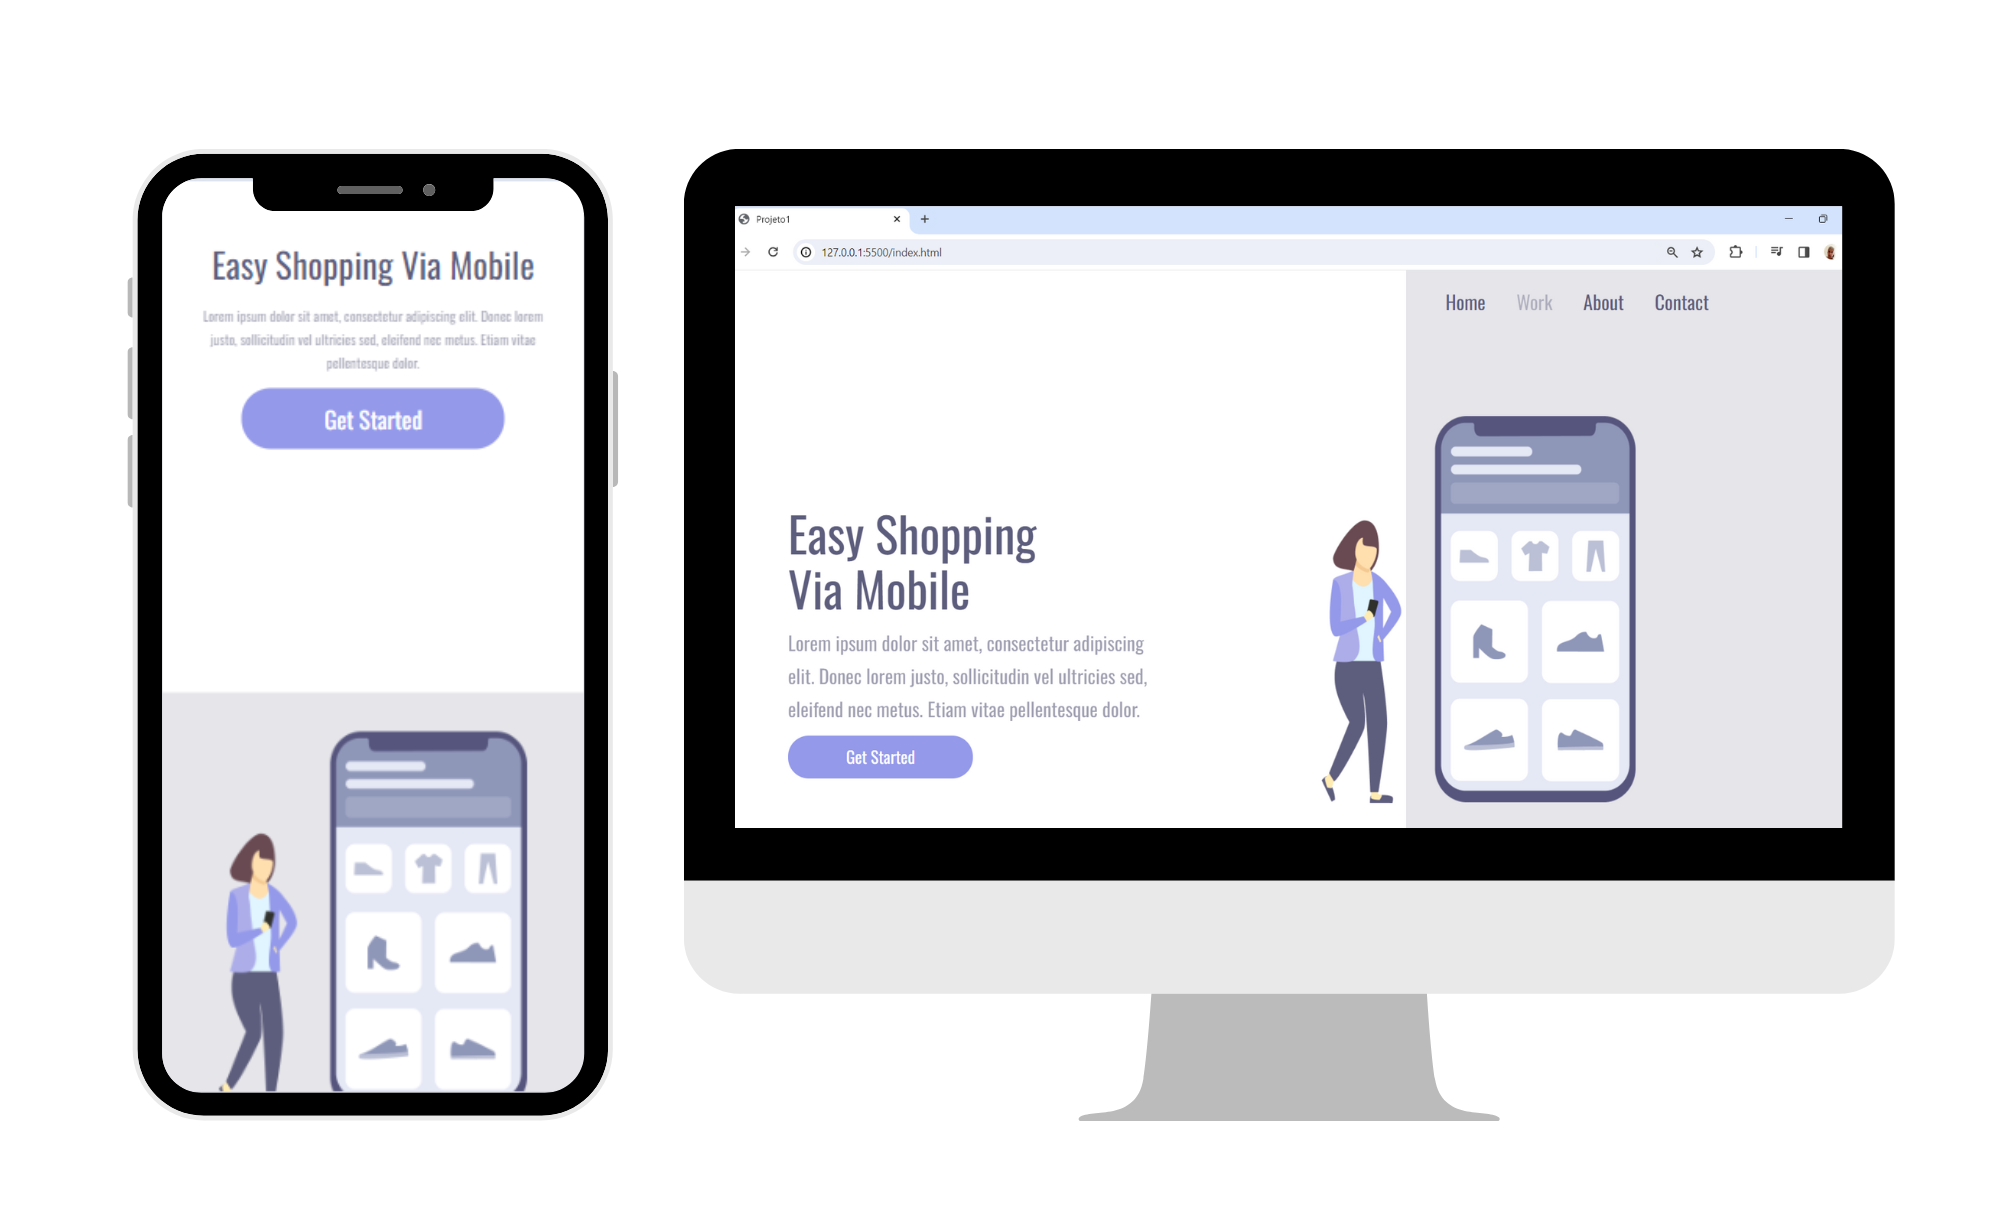 Easy Shopping Via Mobile
Lorem ipsum dolor sit amet, consectetur adipiscing elit. Donec lorem
justo, sollicitudin vel ultricies sed, eleifend nec metus. Etiam vitae
pellentesque dolor.
Get Started
Projeto1
127.0.0.1:5500/index.html
Home Work About Contact
Easy Shopping
Via Mobile
Lorem ipsum dolor sit amet, consectetur adipiscing
elit. Donec lorem justo, sollicitudin vel ultricies sed,
eleifend nec metus. Etiam vitae pellentesque dolor.
Get Started